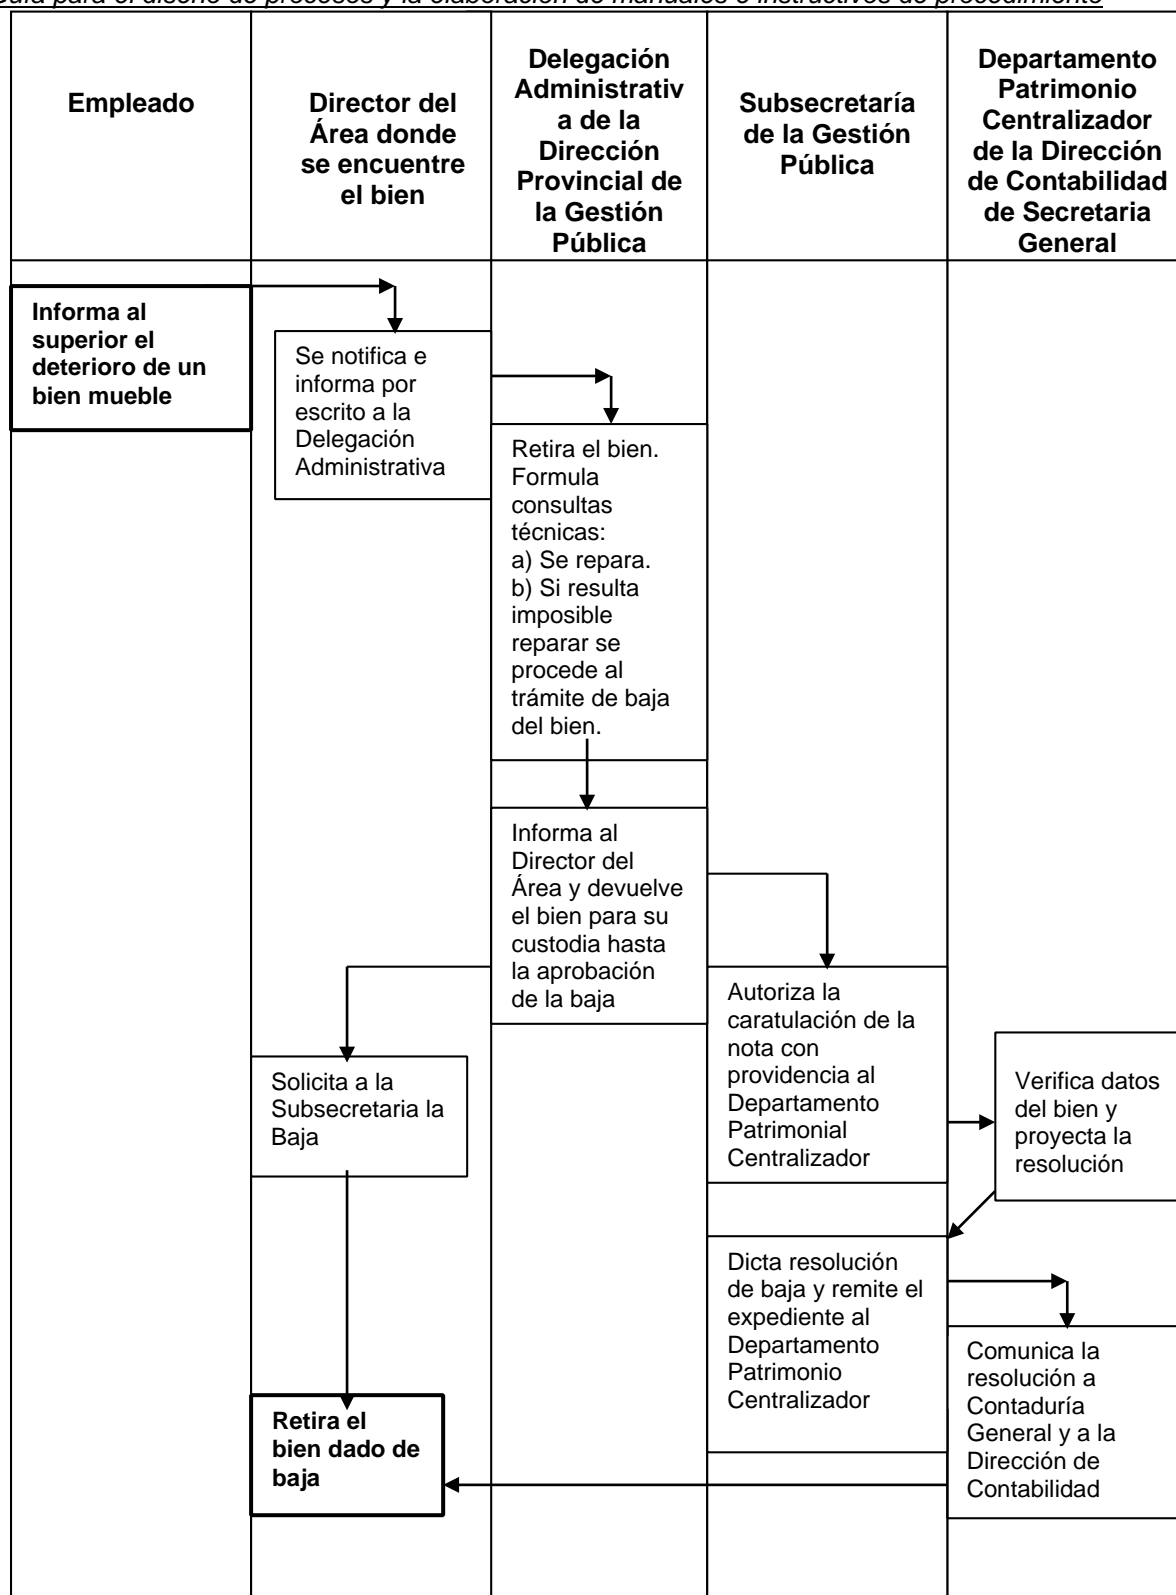 Guía para el diseño de procesos y la elaboración de manuales e instructivos de procedimiento
Empleado
Director del
Área donde
se encuentre
el bien
Delegación
Administrativ
a de la
Dirección
Provincial de
la Gestión
Pública
Subsecretaría
de la Gestión
Pública
Departamento
Patrimonio
Centralizador
de la Dirección
de Contabilidad
de Secretaria
General
Informa al
superior el
deterioro de un
bien mueble
Se notifica e
informa por
escrito a la
Delegación
Administrativa
Retira el bien.
Formula
consultas
técnicas:
a) Se repara.
b) Si resulta
imposible
reparar se
procede al
trámite de baja
del bien.
Informa al
Director del
Área y devuelve
el bien para su
custodia hasta
la aprobación
de la baja
Solicita a la
Subsecretaria la
Baja
Autoriza la
caratulación de la
nota con
providencia al
Departamento
Patrimonial
Centralizador
Verifica datos
del bien y
proyecta la
resolución
Dicta resolución
de baja y remite el
expediente al
Departamento
Patrimonio
Centralizador
Comunica la
resolución a
Contaduría
General y a la
Dirección de
Contabilidad
Retira el
bien dado de
baja